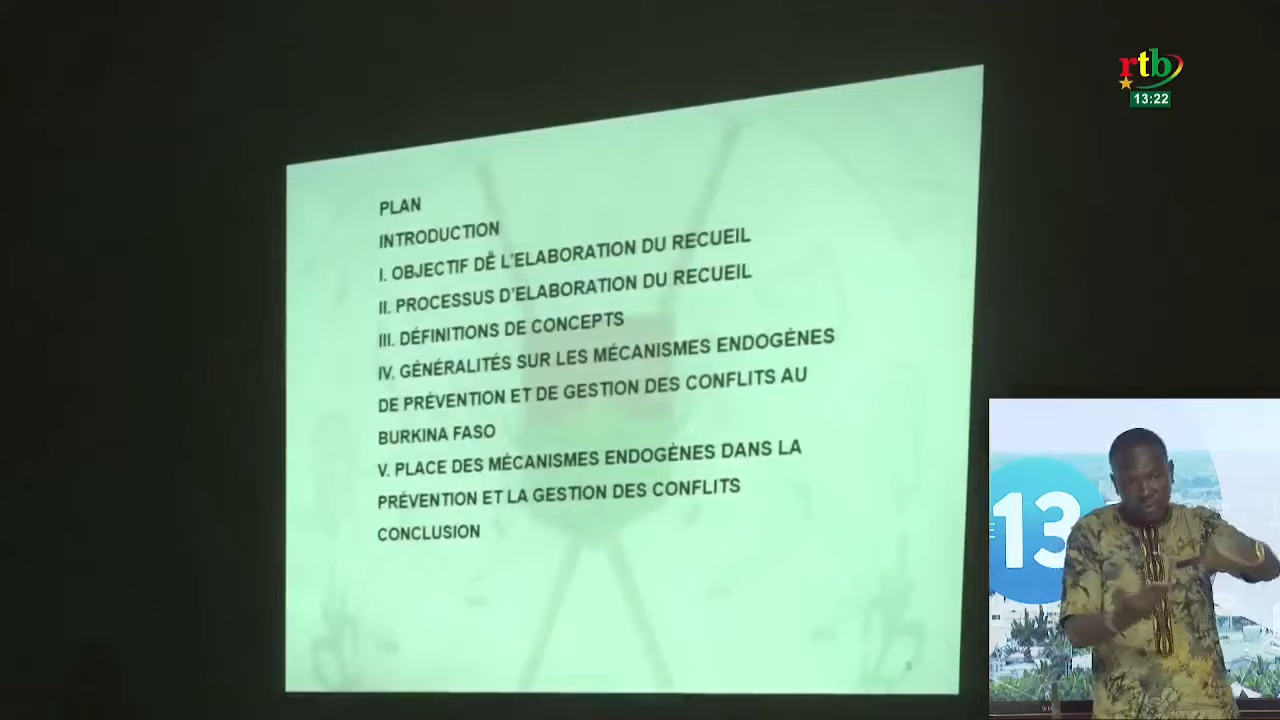 rtb
13:22
PLAN
INTRODUCTION
I. OBJECTIF DE L'ELABORATION DU RECUEIL
II. PROCESSUS D'ELABORATION DU RECUEIL
III. DÉFINITIONS DE CONCEPTS
IV. GÉNÉRALITÉS SUR LES MÉCANISMES ENDOGÈNES
DE PRÉVENTION ET DE GESTION DES CONFLITS AU
BURKINA FASO
V. PLACE DES MÉCANISMES ENDOGÈNES DANS LA
PRÉVENTION ET LA GESTION DES CONFLITS
CONCLUSION
13